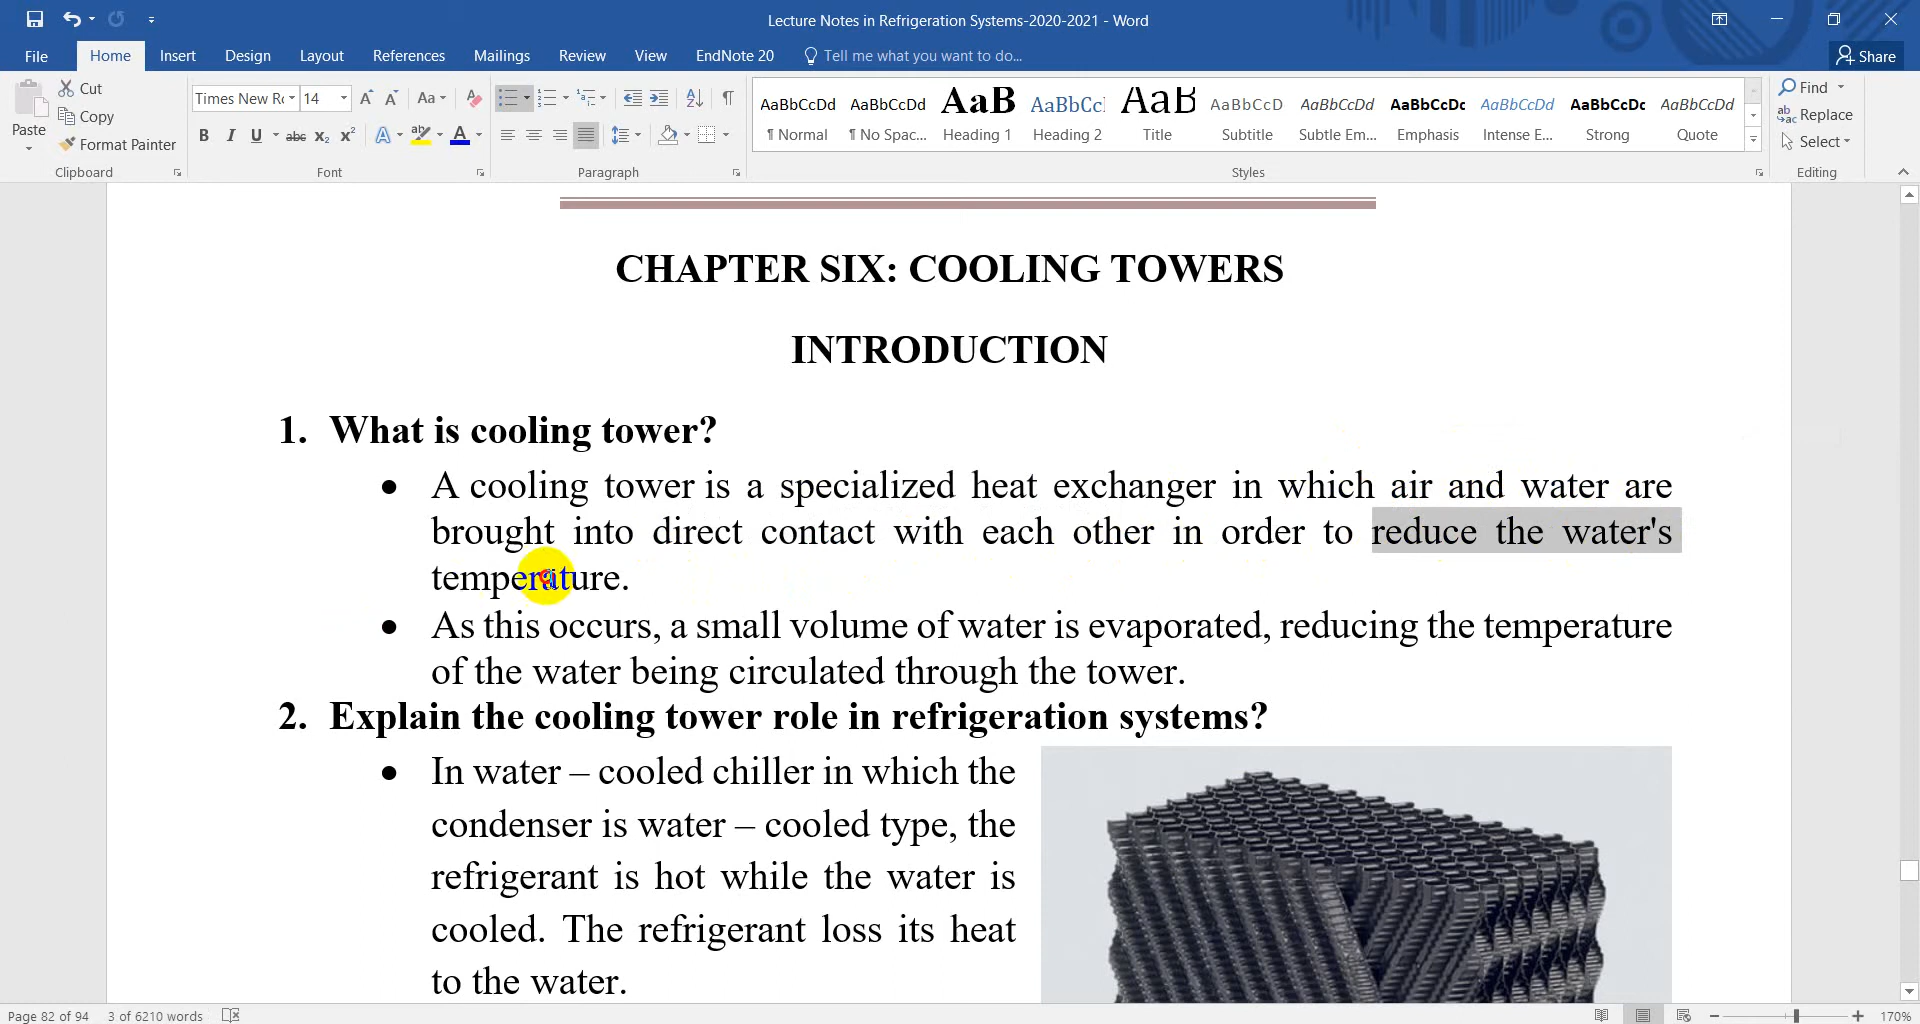 Lecture Notes in Refrigeration Systems-2020-2021 - Word
File Home Insert Design Layout References Mailings Review View EndNote 20 Tell me what you want to do... Share
Paste
Cut
Copy
Format Painter
Clipboard
Times New Ro 14
Font
Paragraph
AaBbCcDd AaBbCcDd AaB AaBbCc AaB AaBbCcD AaBbCcDd AaBbCcDc AaBbCcDd AaBbCcDc AaBbCcDd
¶ Normal ¶ No Spac... Heading 1 Heading 2 Title Subtitle Subtle Em... Emphasis Intense E... Strong Quote
Styles
Find
Replace
Select
Editing
CHAPTER SIX: COOLING TOWERS
INTRODUCTION
1. What is cooling tower?
• A cooling tower is a specialized heat exchanger in which air and water are
brought into direct contact with each other in order to reduce the water's
temperature.
• As this occurs, a small volume of water is evaporated, reducing the temperature
of the water being circulated through the tower.
2. Explain the cooling tower role in refrigeration systems?
• In water – cooled chiller in which the
condenser is water – cooled type, the
refrigerant is hot while the water is
cooled. The refrigerant loss its heat
to the water.
Page 82 of 94 3 of 6210 words 170%